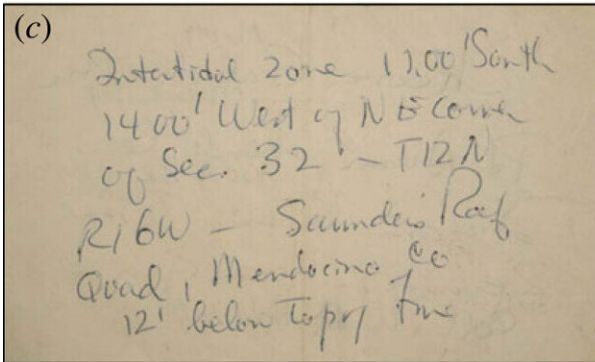 (c)
Intertidal zone 1100' South
1400' West of NE corner
of Sec. 32 - T12N
R16W - Saunders Reef
Quad, Mendocino Co
12' below top of